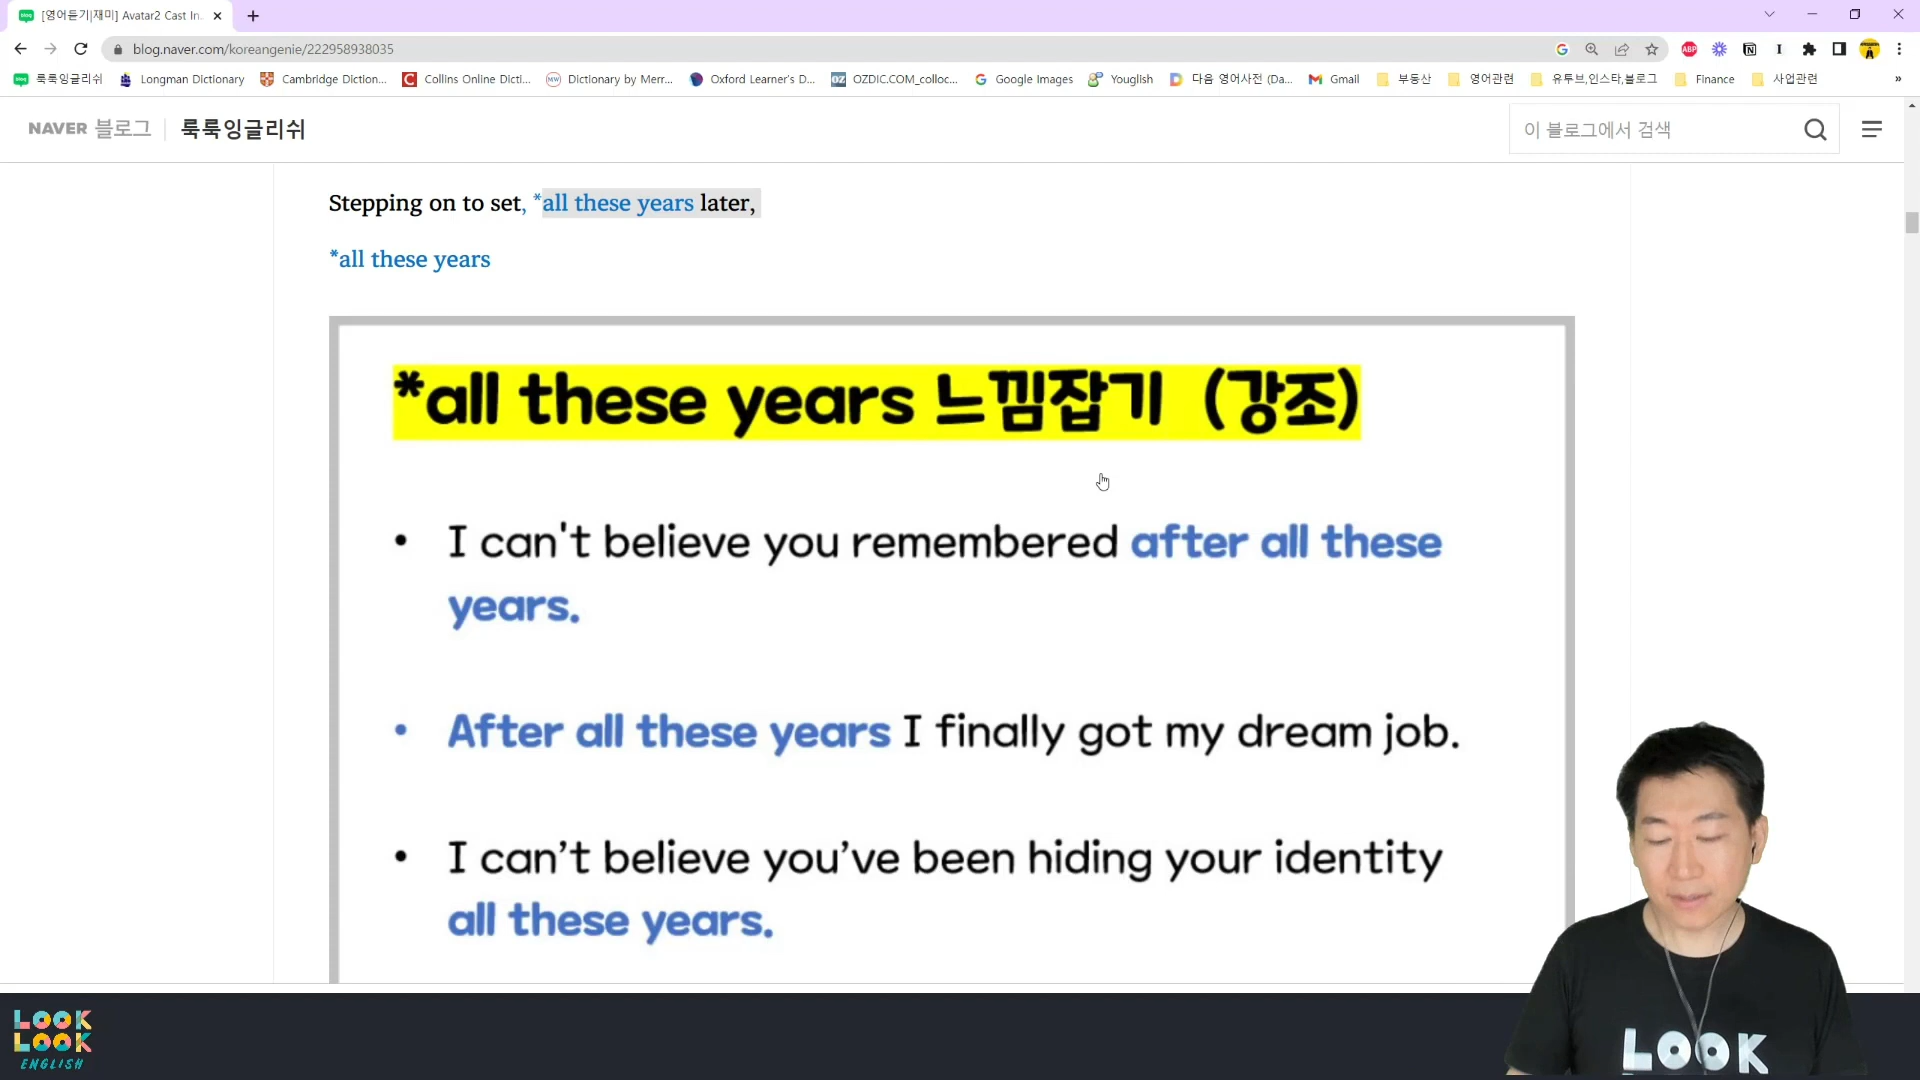 [영어듣기|재미] Avatar2 Cast In
blog.naver.com/koreangenie/222958938035
ABP
룩룩잉글리쉬 Longman Dictionary Cambridge Diction... Collins Online Dicti... Dictionary by Merr... Oxford Learner's D... OZDIC.COM_colloc... Google Images Youglish 다음 영어사전 (Da... Gmail 부동산 영어관련 유투브,인스타,블로그 Finance 사업관련 »
NAVER 블로그 룩룩잉글리쉬 이 블로그에서 검색
Stepping on to set, *all these years later,
*all these years
*all these years 느낌잡기 (강조)
• I can't believe you remembered after all these
years.
• After all these years I finally got my dream job.
• I can’t believe you’ve been hiding your identity
all these years.
LOOK
LOOK
ENGLISH
LOOK